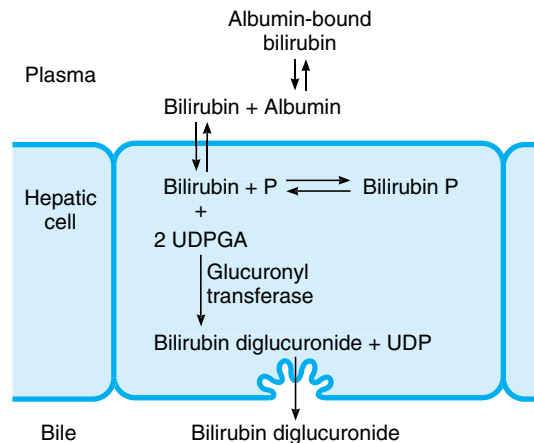 Albumin-bound
bilirubin
Plasma
Bilirubin + Albumin
Hepatic
cell
Bilirubin + P
Bilirubin P
+
2 UDPGA
Glucuronyl
transferase
Bilirubin diglucuronide + UDP
Bile
Bilirubin diglucuronide